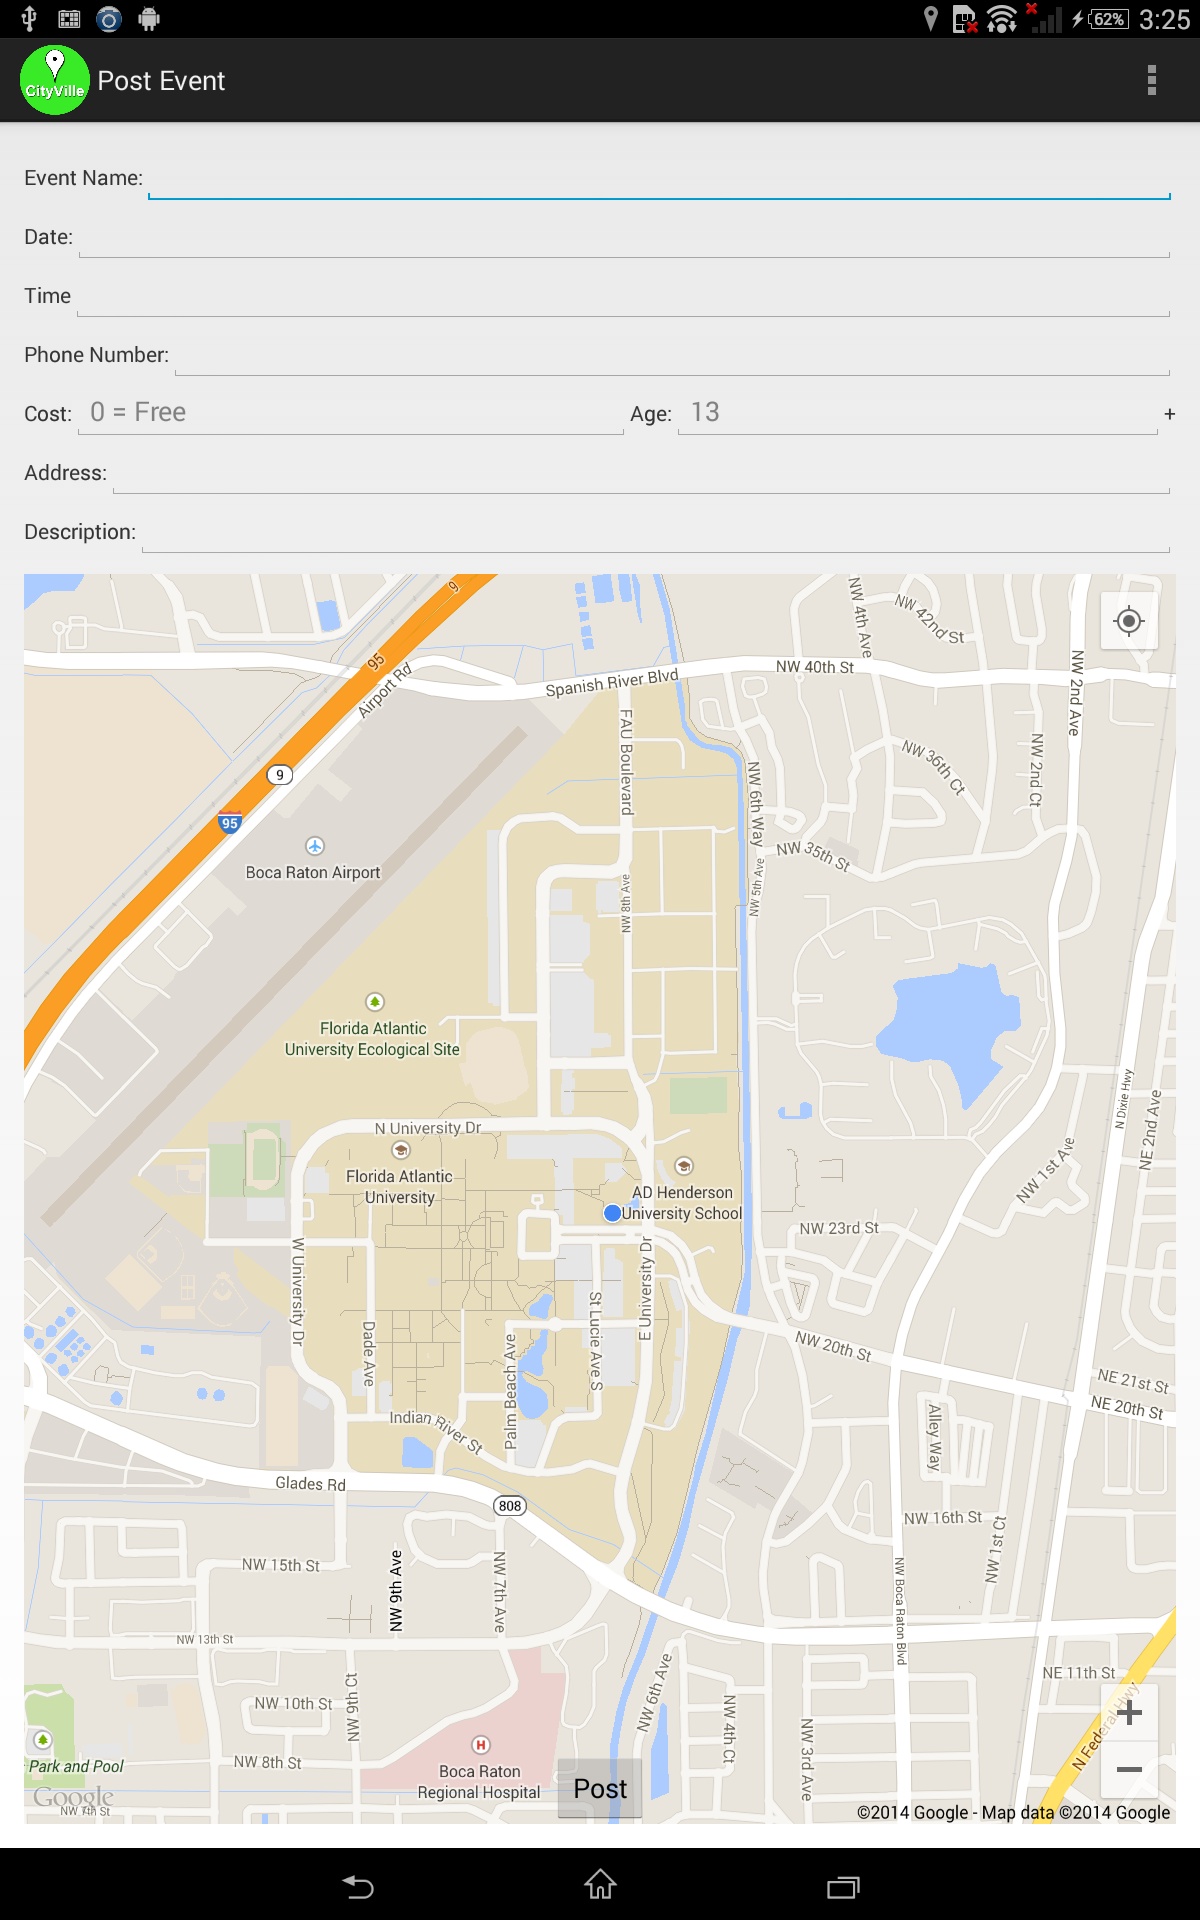 62% 3:25
CityVille Post Event
Event Name:
Date:
Time
Phone Number:
Cost: 0 = Free Age: 13 +
Address:
Description:
9
NW 4th Ave
NW 42nd St
95
Airport Rd
Spanish River Blvd
NW 40th St
NW 2nd Ave
FAU Boulevard
NW 36th Ct
NW 2nd Ct
9
95
NW 6th Way
NW 35th St
Boca Raton Airport
NW 5th Ave
NW 8th Ave
Florida Atlantic
University Ecological Site
N Dixie Hwy
NE 2nd Ave
N University Dr
NW 1st Ave
Florida Atlantic
University
AD Henderson
University School
NW 23rd St
W University Dr
E University Dr
St Lucie Ave S
Dade Ave
Palm Beach Ave
NW 20th St
NE 21st St
NE 20th St
Indian River St
Alley Way
Glades Rd
808
NW 16th St
NW 1st Ct
NW 15th St
NW 9th Ave
NW 7th Ave
NW Boca Raton Blvd
NW 13th St
NW 6th Ave
NE 11th St
NW 10th St
NW 9th Ct
NW 4th Ct
NW 3rd Ave
N Federal Hwy
+
Park and Pool
NW 8th St
Boca Raton
Regional Hospital
Post
−
Google
NW 7th St
©2014 Google - Map data ©2014 Google